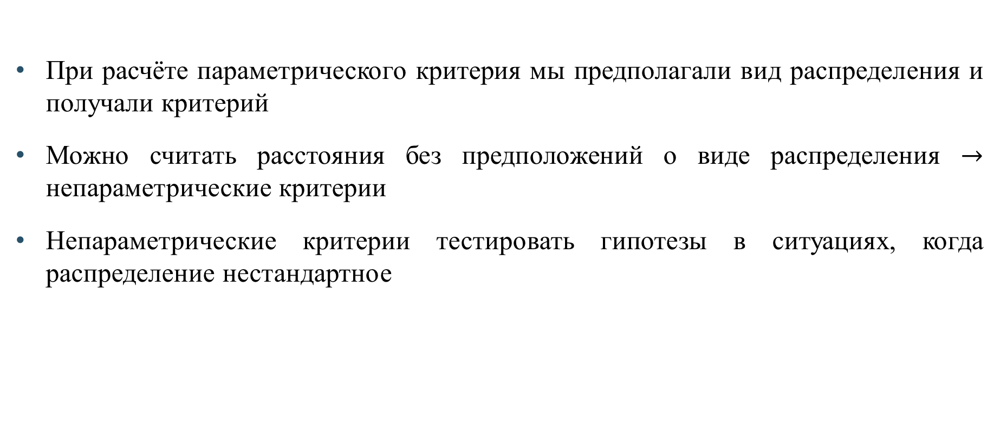 • При расчёте параметрического критерия мы предполагали вид распределения и
получали критерий
• Можно считать расстояния без предположений о виде распределения →
непараметрические критерии
• Непараметрические критерии тестировать гипотезы в ситуациях, когда
распределение нестандартное